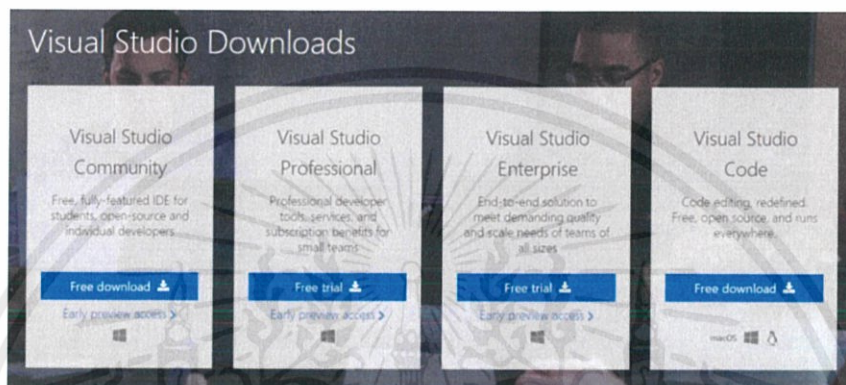 Visual Studio Downloads
Visual Studio
Community
Free, fully-featured IDE for
students, open-source and
individual developers
Free download
Early preview access >
Visual Studio
Professional
Professional developer
tools, services, and
subscription benefits for
small teams
Free trial
Early preview access >
Visual Studio
Enterprise
End-to-end solution to
meet demanding quality
and scale needs of teams of
all sizes
Free trial
Early preview access >
Visual Studio
Code
Code editing, redefined.
Free, open source, and runs
everywhere.
Free download
macOS